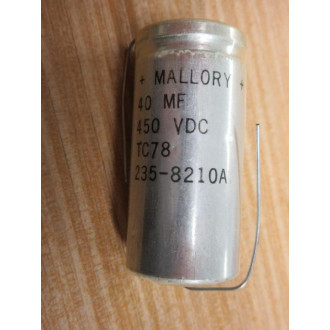 + MALLORY +
40 MF
450 VDC
TC78
235-8210A